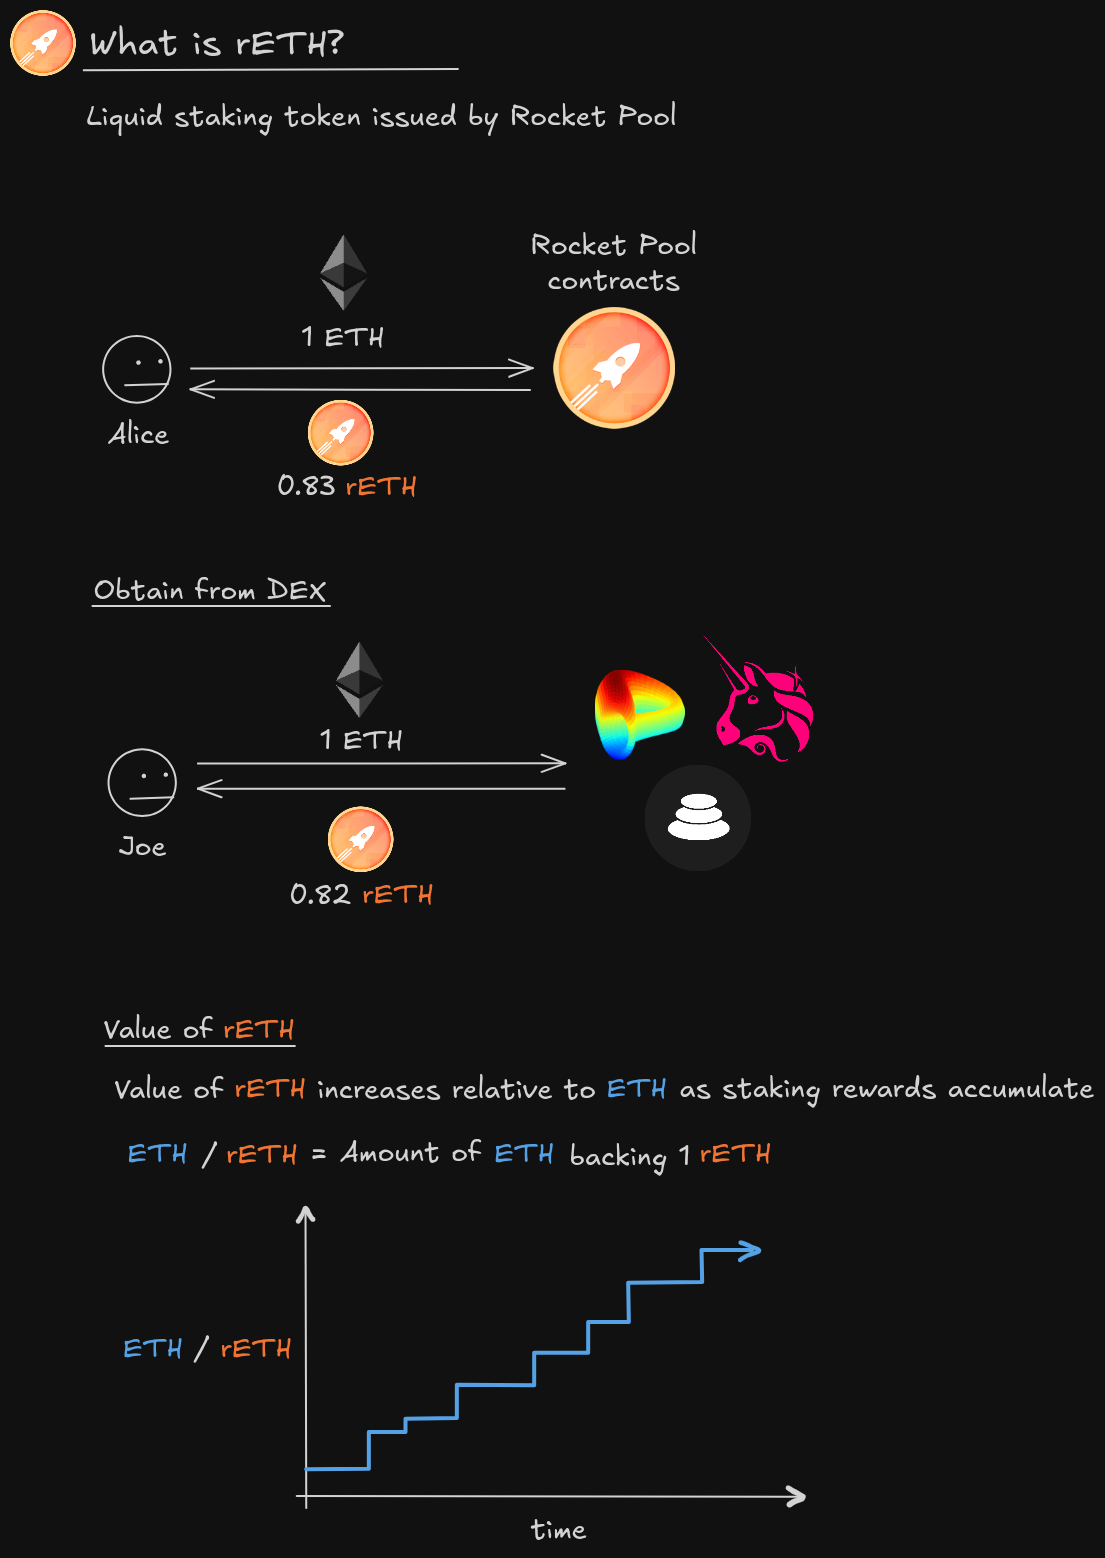 What is rETH?
Liquid staking token issued by Rocket Pool
Rocket Pool
contracts
1 ETH
Alice
0.83 rETH
Obtain from DEX
1 ETH
Joe
0.82 rETH
Value of rETH
Value of rETH increases relative to ETH as staking rewards accumulate
ETH / rETH = Amount of ETH backing 1 rETH
ETH / rETH
time